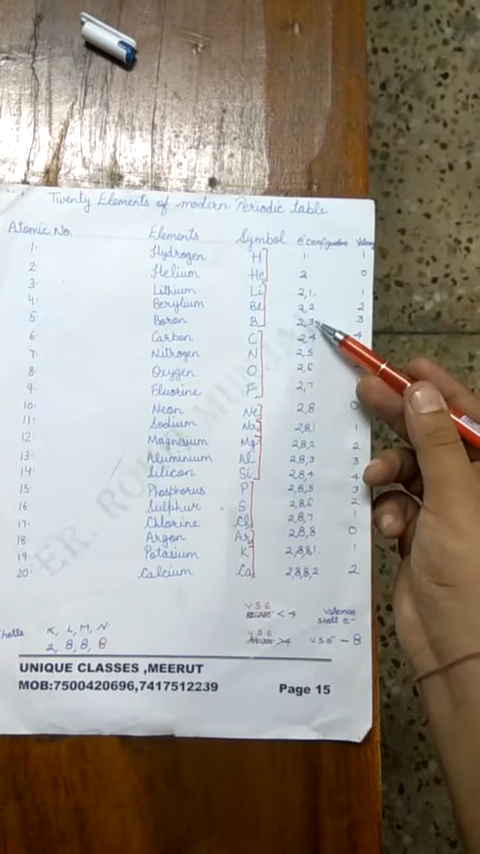 Twenty Elements of modern Periodic table
Atomic No. Elements Symbol e⁻configuration Valency
1. Hydrogen H 1 1
2. Helium He 2 0
3. Lithium Li 2,1. 1
4. Berylium Be 2,2 2
5. Boron B 2,3 3
6. Carbon C 2,4 4
7. Nitrogen N 2,5
8. Oxygen O 2,6
9. Fluorine F 2,7
10. Neon Ne 2,8 0
11. Sodium Na 2,8,1 1
12. Magnesium Mg 2,8,2 2
13. Aluminium Al 2,8,3 3
14. Silicon Si 2,8,4 4
15. Phosphorus P 2,8,5 3
16 Sulphur S 2,8,6 2
17. Chlorine Cl 2,8,7 1
18. Argon Ar 2,8,8 0
19. Potasium K 2,8,8,1. 1
20. Calcium Ca 2,8,8,2 2
V.S.E < 4 Valence shell e⁻
V.S.E >4 V.S.E - 8
Shells K, L, M, N
2, 8, 8, 8
UNIQUE CLASSES ,MEERUT
MOB:7500420696,7417512239 Page 15